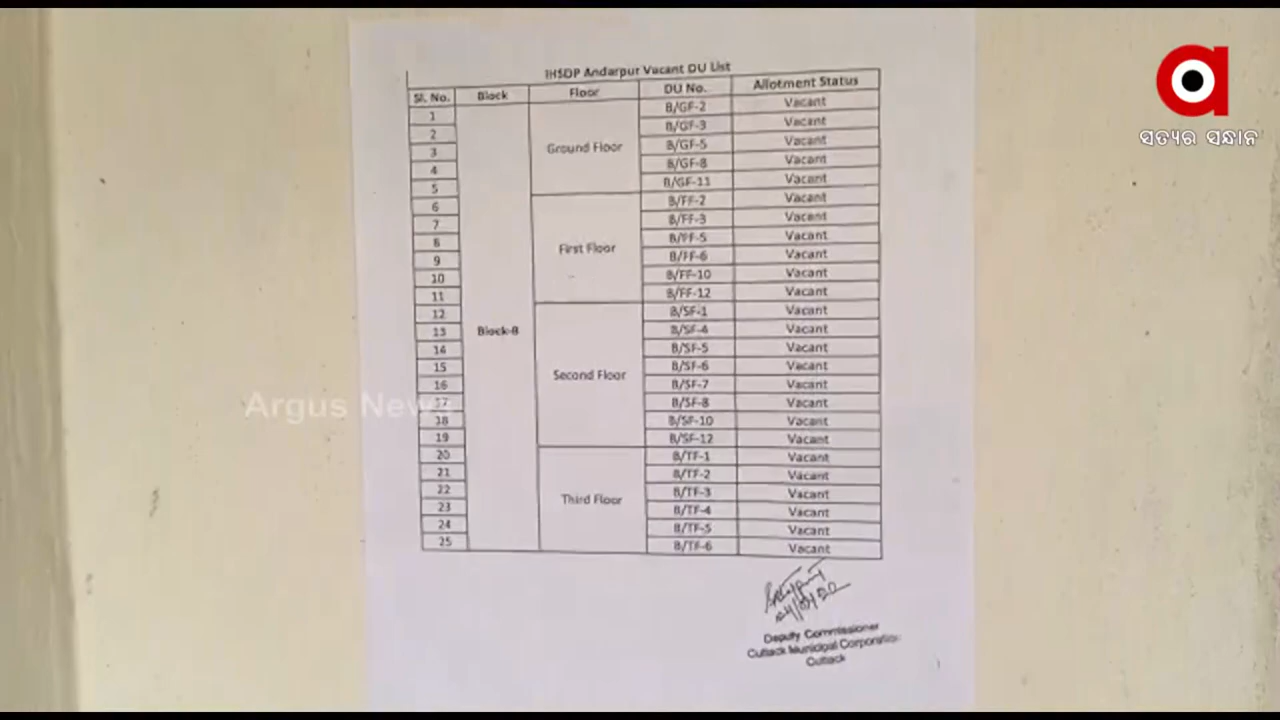 IHSDP Andarpur Vacant DU List
Sl. No. Block Floor DU No. Allotment Status
1 Block-B Ground Floor B/GF-2 Vacant
2 B/GF-3 Vacant
3 B/GF-5 Vacant
4 B/GF-8 Vacant
5 B/GF-11 Vacant
6 First Floor B/FF-2 Vacant
7 B/FF-3 Vacant
8 B/FF-5 Vacant
9 B/FF-6 Vacant
10 B/FF-10 Vacant
11 B/FF-12 Vacant
12 Second Floor B/SF-1 Vacant
13 B/SF-4 Vacant
14 B/SF-5 Vacant
15 B/SF-6 Vacant
16 B/SF-7 Vacant
17 B/SF-8 Vacant
18 B/SF-10 Vacant
19 B/SF-12 Vacant
20 Third Floor B/TF-1 Vacant
21 B/TF-2 Vacant
22 B/TF-3 Vacant
23 B/TF-4 Vacant
24 B/TF-5 Vacant
25 B/TF-6 Vacant
Deputy Commissioner
Cuttack Municipal Corporation
Cuttack
Argus News
ସତ୍ୟର ସନ୍ଧାନ